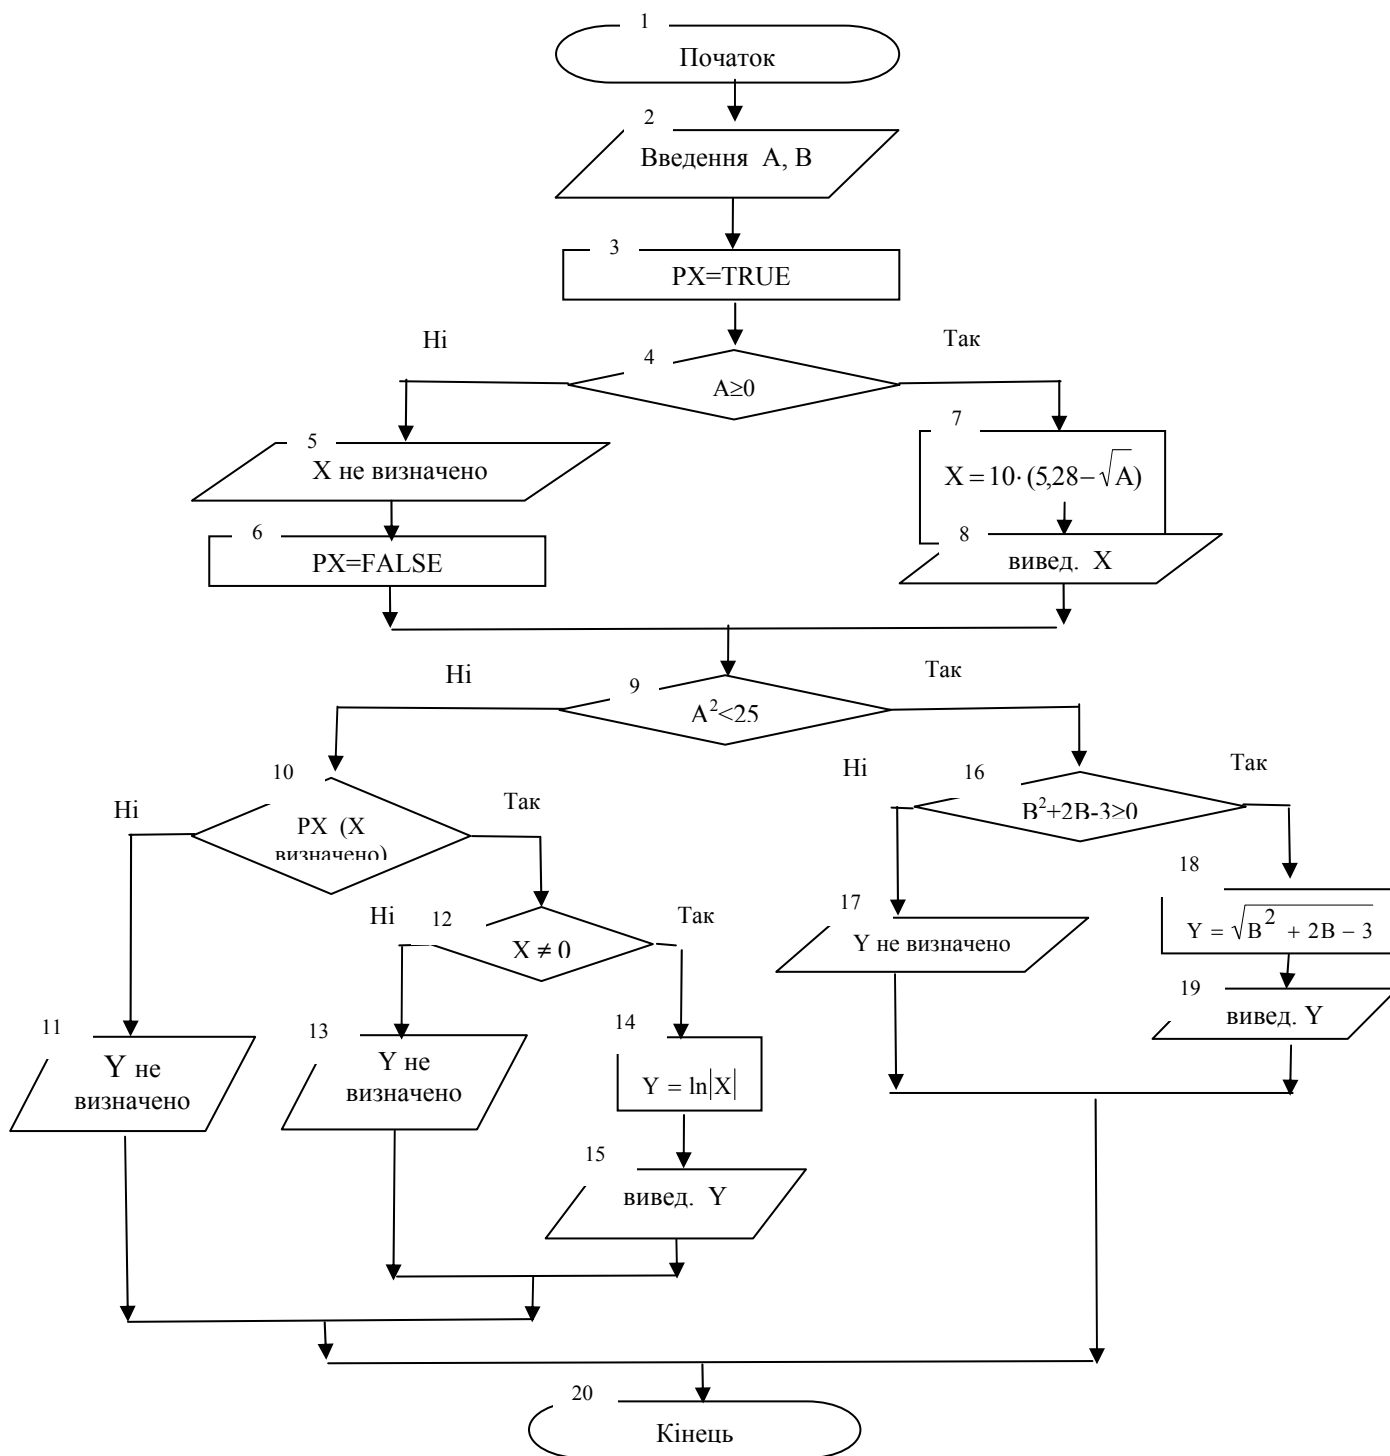 1
Початок
2
Введення A, B
3
PX=TRUE
Ні
Так
4
A≥0
5
X не визначено
7
X = 10· (5,28− √A)
6
PX=FALSE
8
вивед. X
Ні
Так
9
A²<25
10
Ні
Так
PX (X
визначено)
Ні
16
Так
B²+2B-3≥0
Ні
12
Так
X ≠ 0
17
Y не визначено
18
Y = √B² + 2B − 3
19
вивед. Y
11
Y не
визначено
13
Y не
визначено
14
Y = ln|X|
15
вивед. Y
20
Кінець